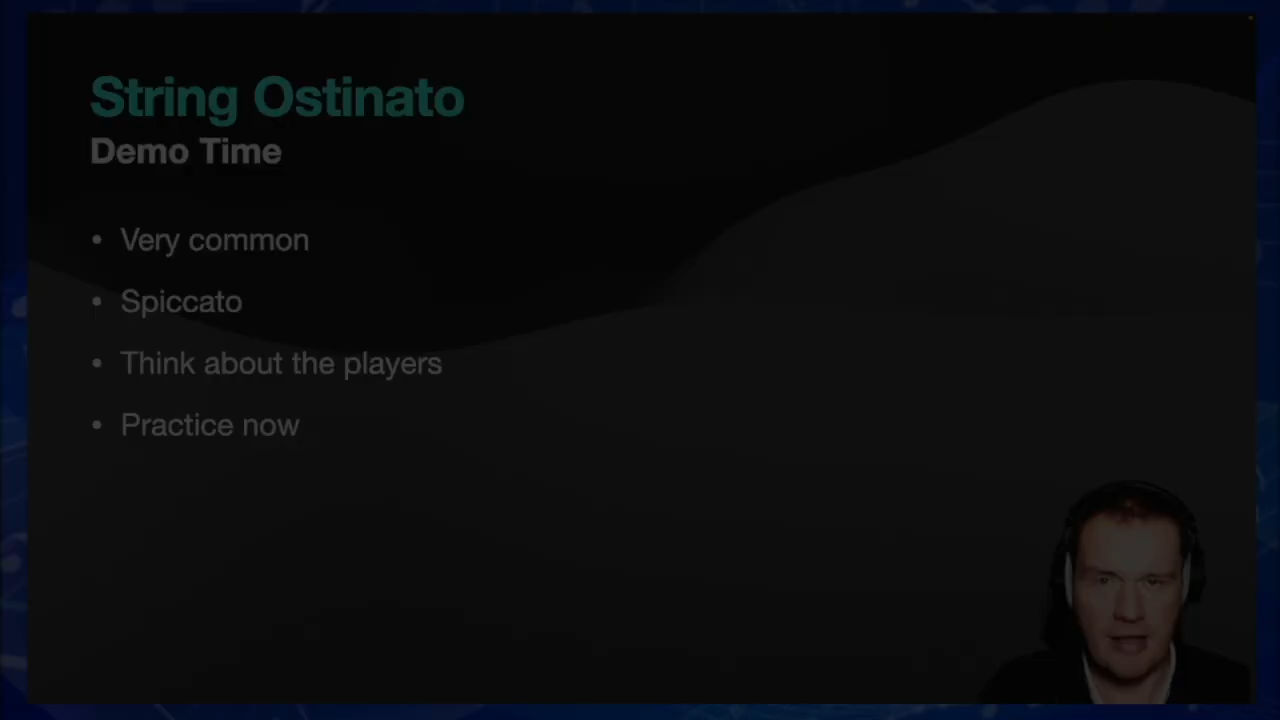 String Ostinato
Demo Time
• Very common
• Spiccato
• Think about the players
• Practice now